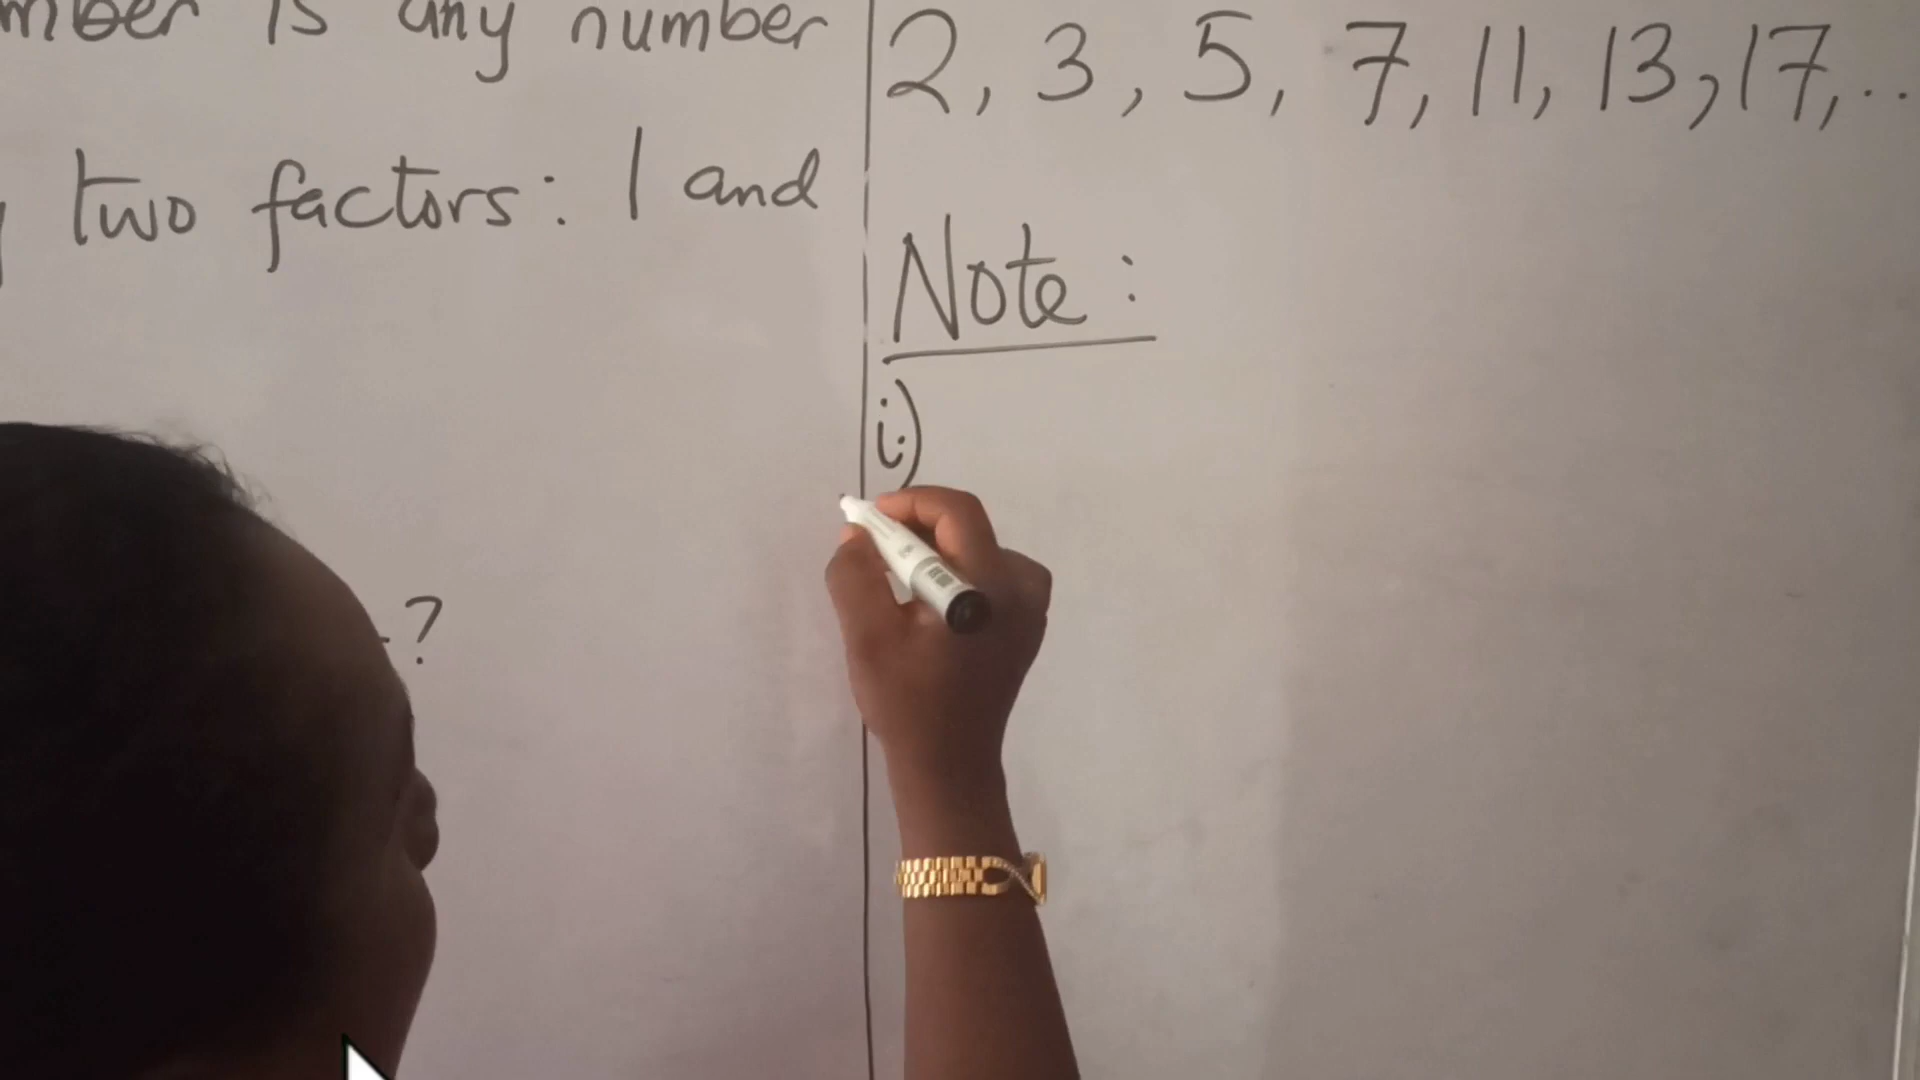 mber is any number
two factors: 1 and
?
2, 3, 5, 7, 11, 13, 17, ..
Note:
i.)